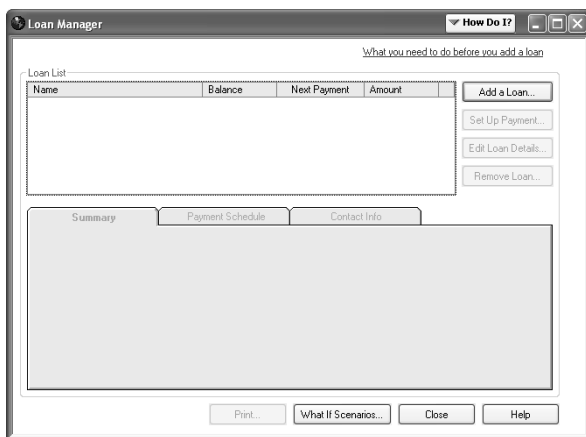 Loan Manager
How Do I?
What you need to do before you add a loan
Loan List
Name Balance Next Payment Amount
Add a Loan...
Set Up Payment...
Edit Loan Details...
Remove Loan...
Summary Payment Schedule Contact Info
Print... What If Scenarios... Close Help